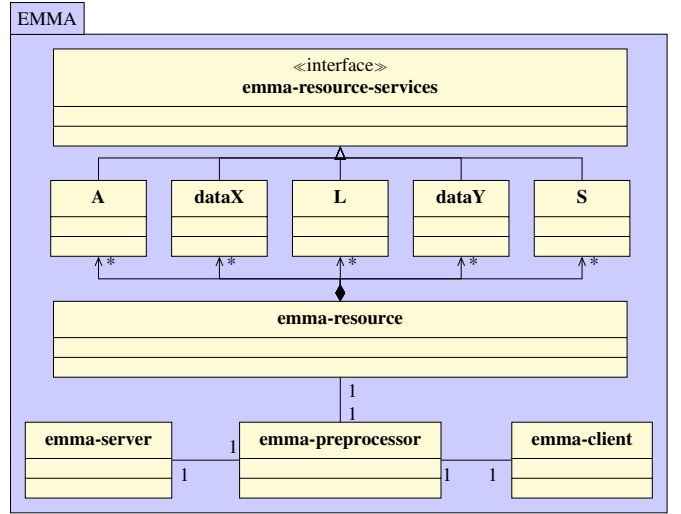 EMMA
≪interface≫
emma-resource-services
A dataX L dataY S
* * * * *
emma-resource
1
1
emma-server emma-preprocessor emma-client
1 1 1 1